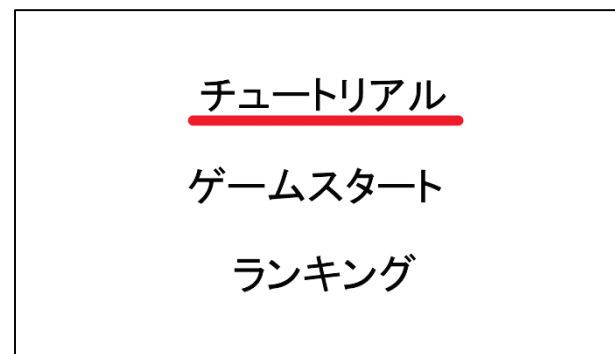 チュートリアル
ゲームスタート
ランキング